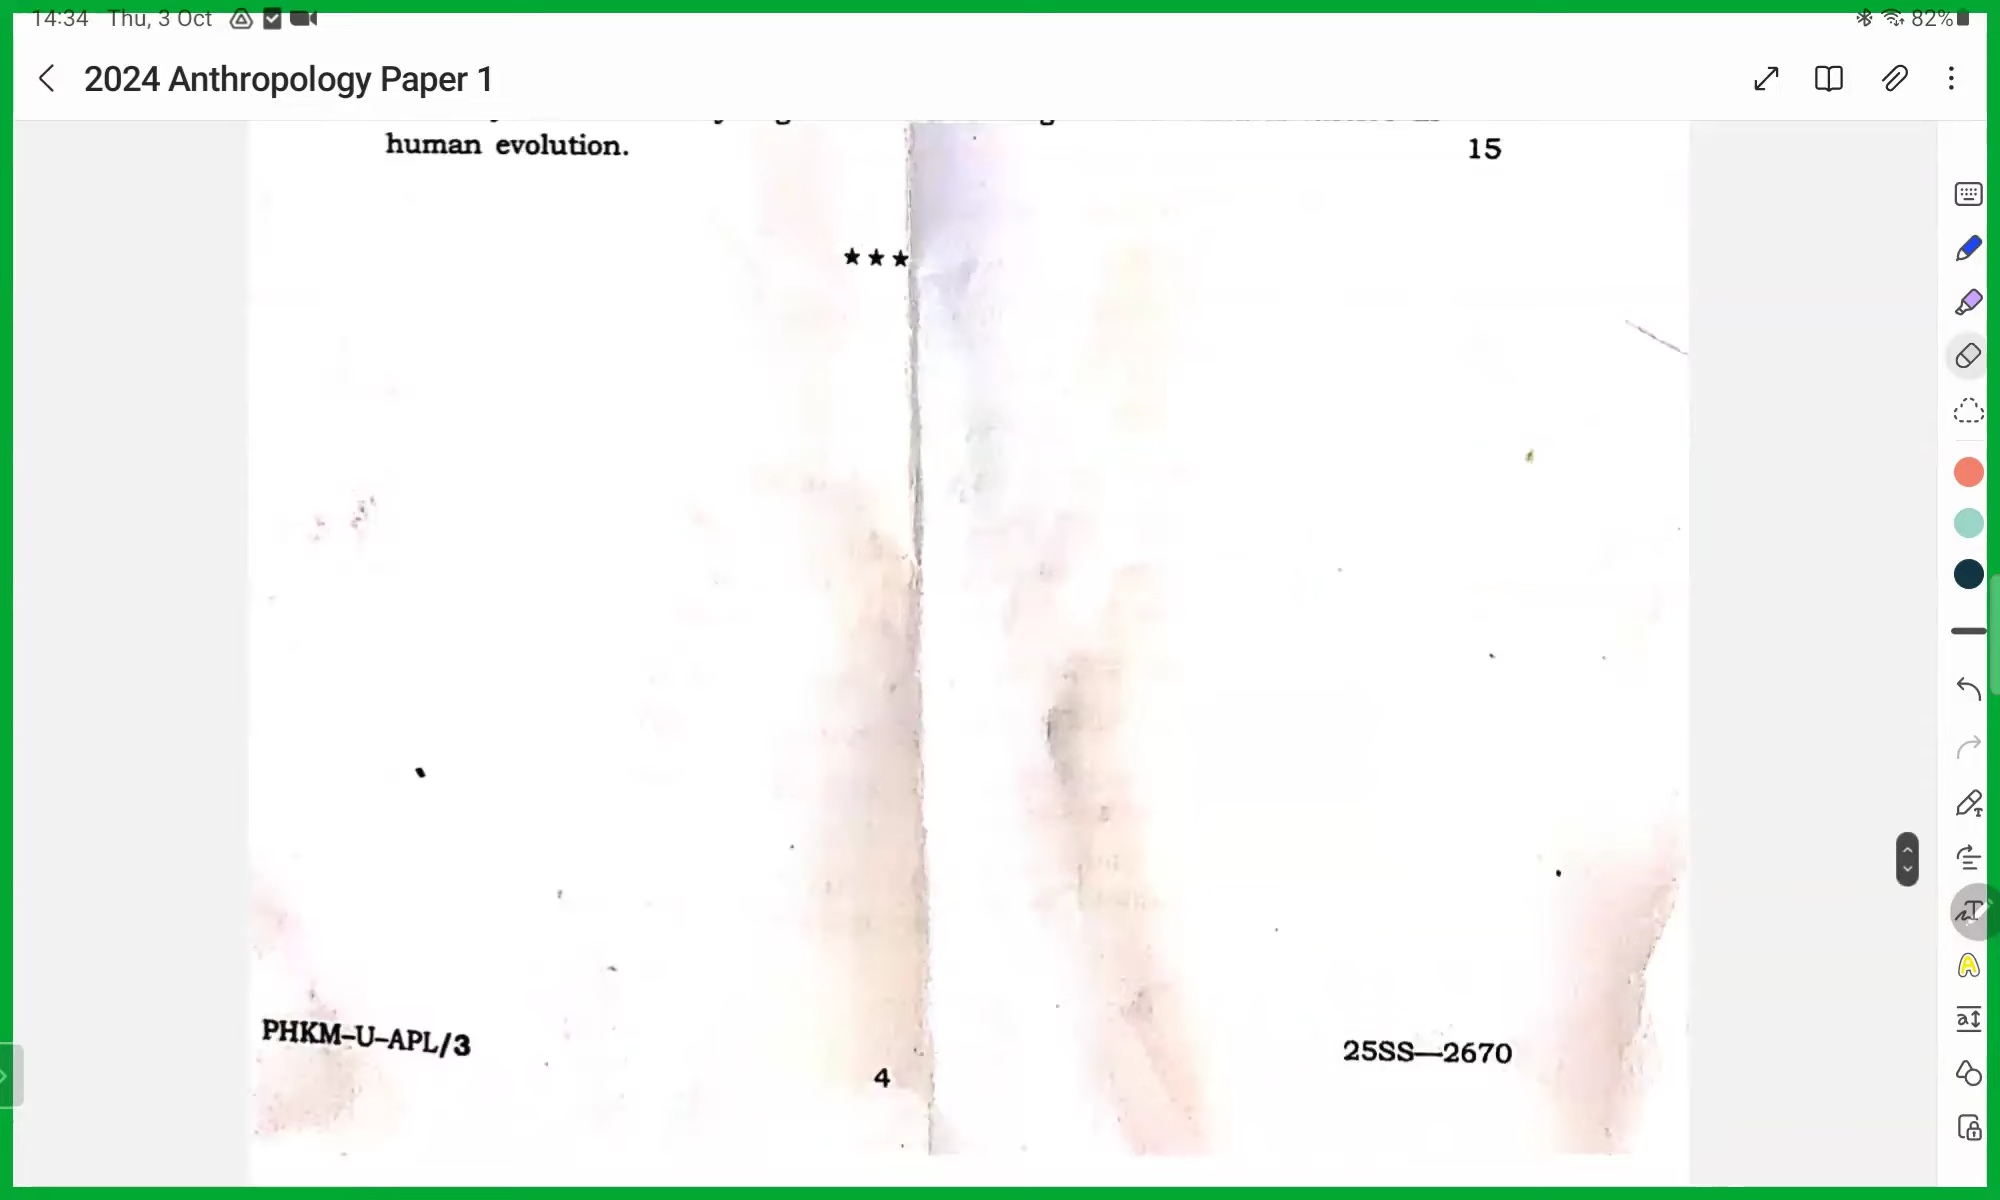 14:34 Thu, 3 Oct
82%
2024 Anthropology Paper 1
human evolution.
15
★★★
PHKM-U-APL/3
4
25SS—2670